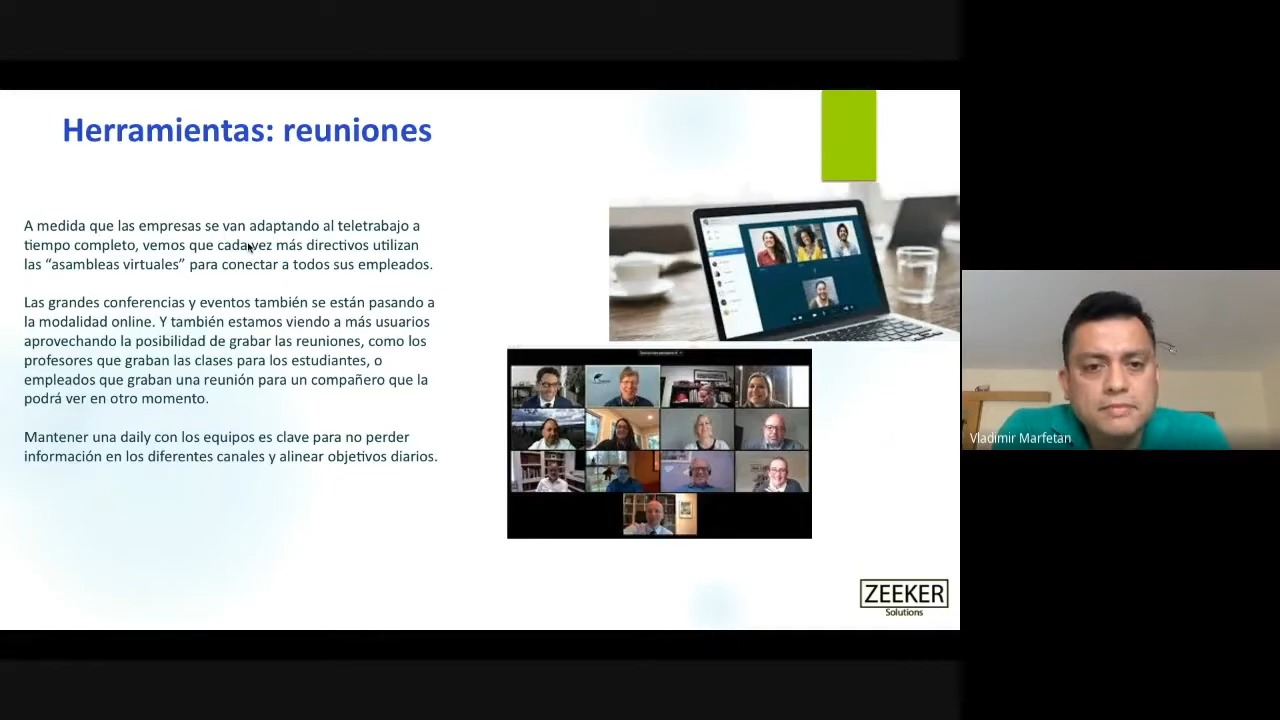 Herramientas: reuniones
A medida que las empresas se van adaptando al teletrabajo a
tiempo completo, vemos que cada vez más directivos utilizan
las “asambleas virtuales” para conectar a todos sus empleados.
Las grandes conferencias y eventos también se están pasando a
la modalidad online. Y también estamos viendo a más usuarios
aprovechando la posibilidad de grabar las reuniones, como los
profesores que graban las clases para los estudiantes, o
empleados que graban una reunión para un compañero que la
podrá ver en otro momento.
Mantener una daily con los equipos es clave para no perder
información en los diferentes canales y alinear objetivos diarios.
ZEEKER
Solutions
Vladimir Marfetan